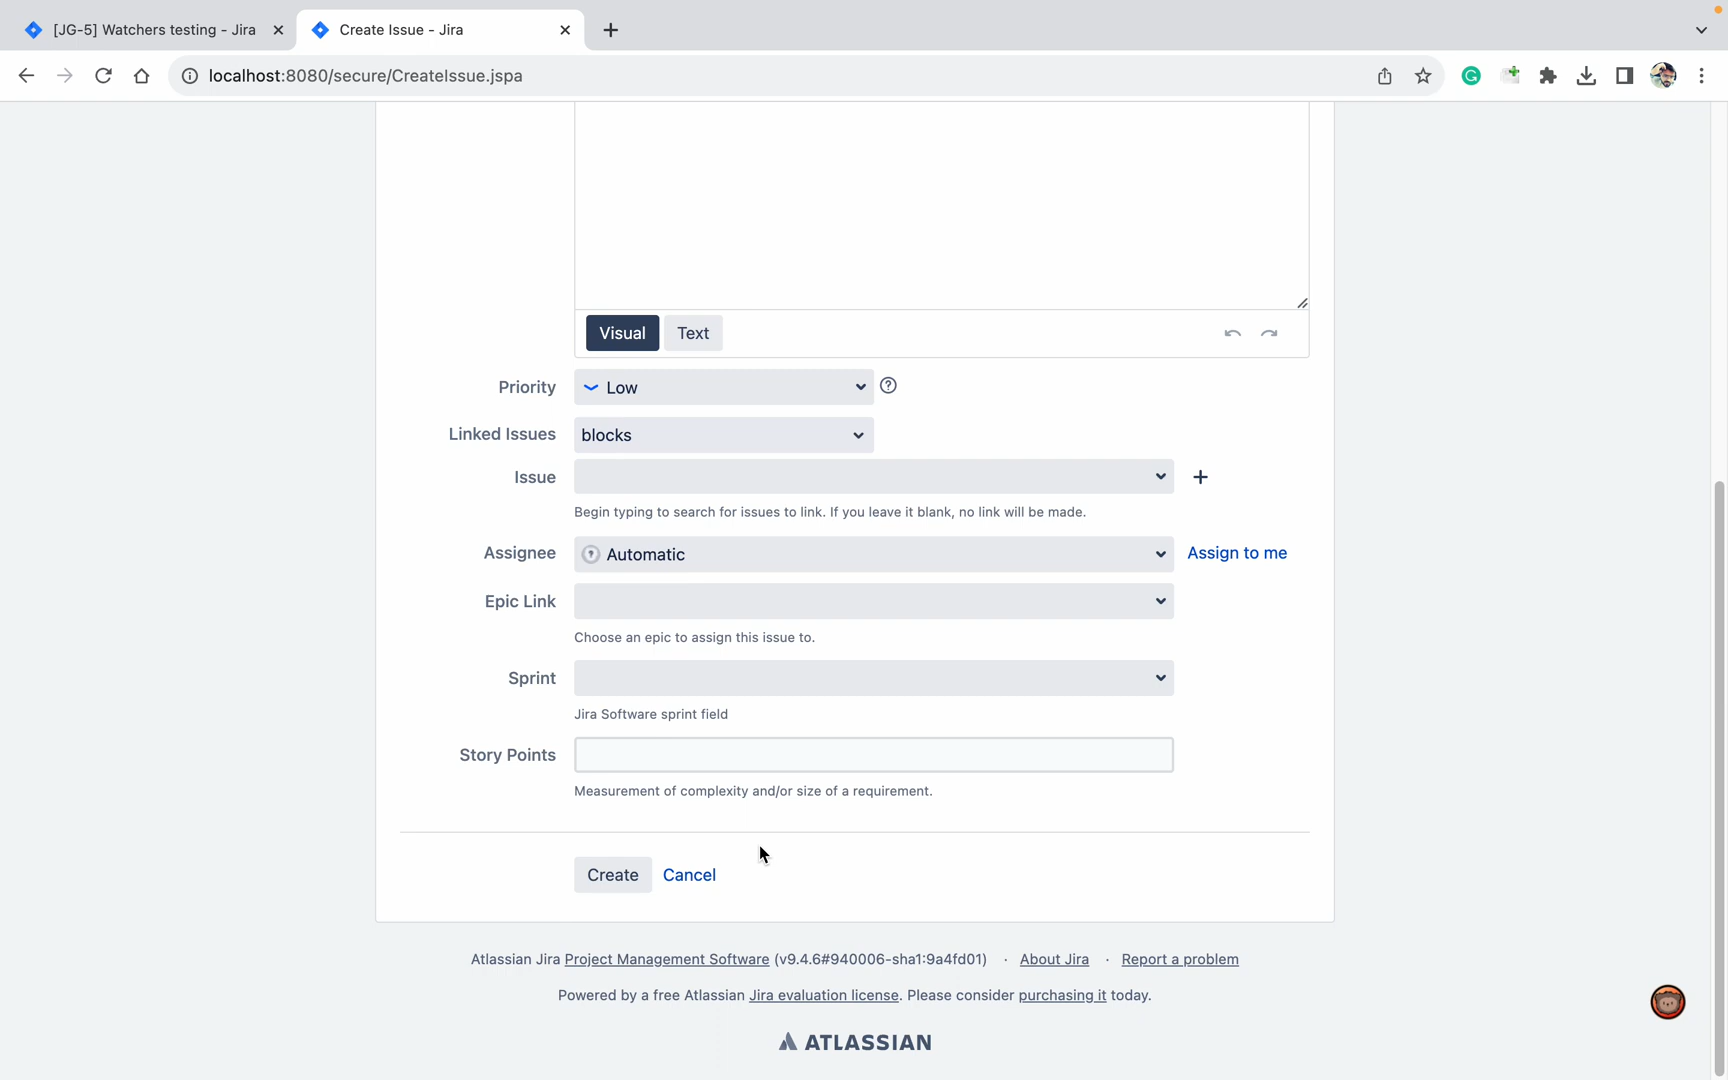 [JG-5] Watchers testing - Jira
Create Issue - Jira
localhost:8080/secure/CreateIssue.jspa
Visual
Text
Priority
Low
Linked Issues
blocks
Issue
Begin typing to search for issues to link. If you leave it blank, no link will be made.
Assignee
Automatic
Assign to me
Epic Link
Choose an epic to assign this issue to.
Sprint
Jira Software sprint field
Story Points
Measurement of complexity and/or size of a requirement.
Create
Cancel
Atlassian Jira Project Management Software (v9.4.6#940006-sha1:9a4fd01) · About Jira · Report a problem
Powered by a free Atlassian Jira evaluation license. Please consider purchasing it today.
ATLASSIAN